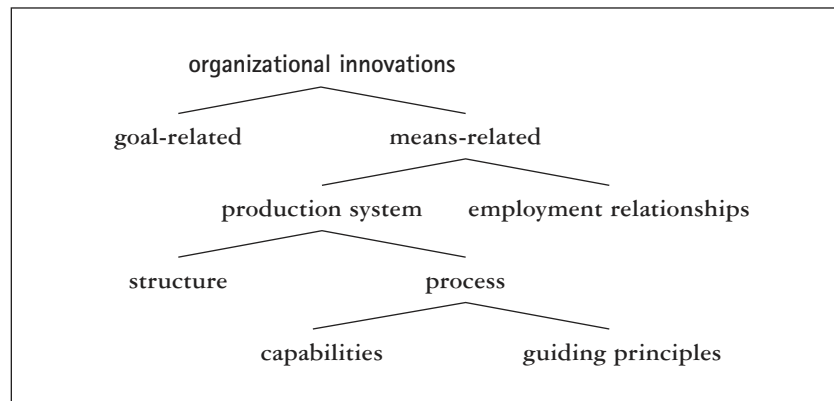 organizational innovations
goal-related means-related
production system employment relationships
structure process
capabilities guiding principles